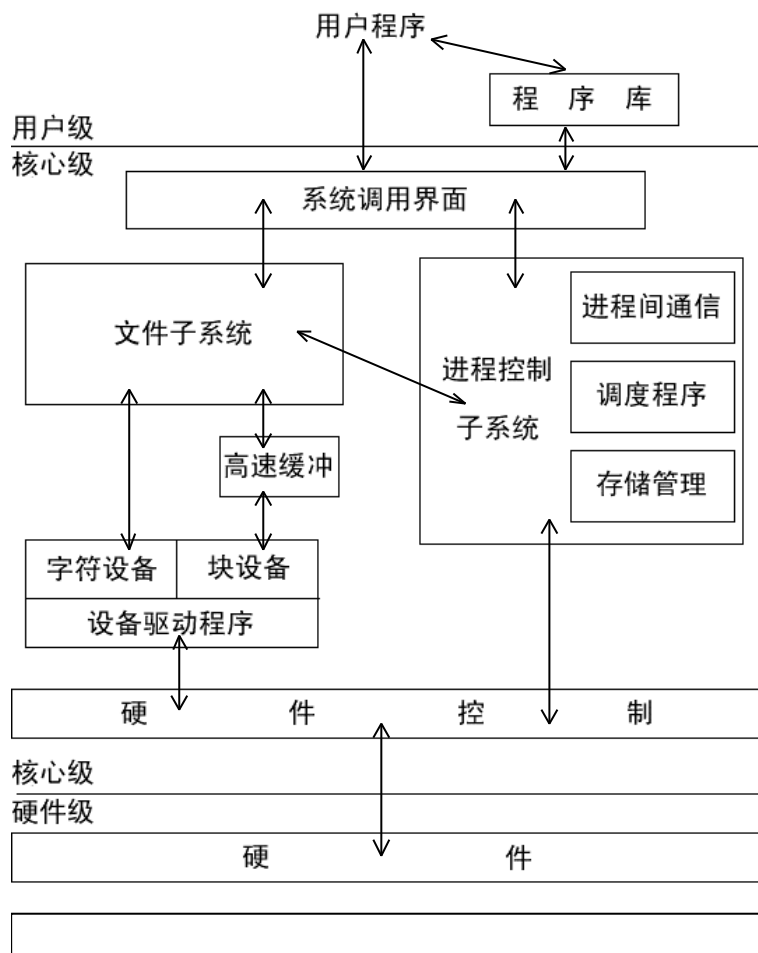 用户程序
程 序 库
用户级
核心级
系统调用界面
文件子系统
进程控制
子系统
进程间通信
调度程序
存储管理
高速缓冲
字符设备
块设备
设备驱动程序
硬 件 控 制
核心级
硬件级
硬 件